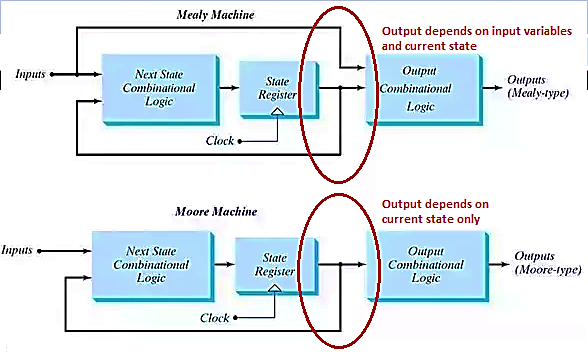 Mealy Machine
Output depends on input variables
and current state
Inputs
Next State
Combinational
Logic
State
Register
Output
Combinational
Logic
Outputs
(Mealy-type)
Clock
Moore Machine
Output depends on
current state only
Inputs
Next State
Combinational
Logic
State
Register
Output
Combinational
Logic
Outputs
(Moore-type)
Clock